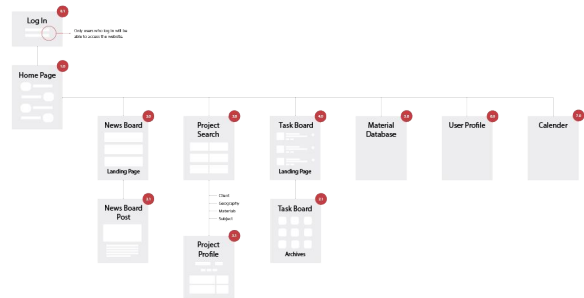 0.1
Log In
Only users who log in will be
able to access the website.
1.0
Home Page
2.0
News Board
Landing Page
3.0
Project
Search
4.0
Task Board
Landing Page
5.0
Material
Database
6.0
User Profile
7.0
Calender
2.1
News Board
Post
Client
Geography
Materials
Subject
3.1
Project
Profile
Task Board
Archives